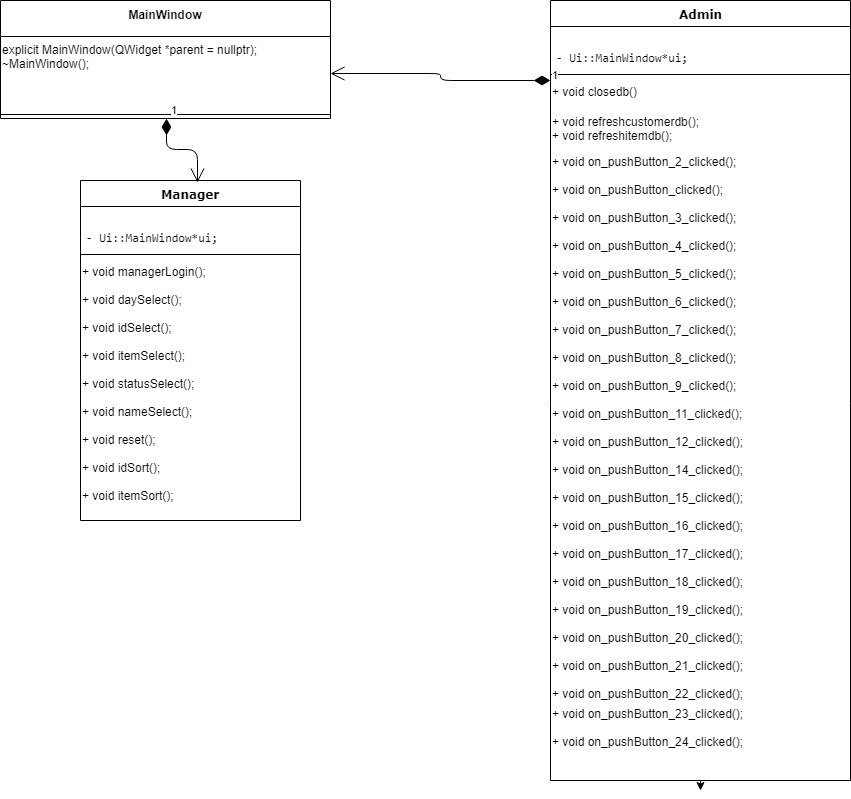 MainWindow
explicit MainWindow(QWidget *parent = nullptr);
~MainWindow();
1
Manager
- Ui::MainWindow*ui;
+ void managerLogin();
+ void daySelect();
+ void idSelect();
+ void itemSelect();
+ void statusSelect();
+ void nameSelect();
+ void reset();
+ void idSort();
+ void itemSort();
Admin
- Ui::MainWindow*ui;
1
+ void closedb()
+ void refreshcustomerdb();
+ void refreshitemdb();
+ void on_pushButton_2_clicked();
+ void on_pushButton_clicked();
+ void on_pushButton_3_clicked();
+ void on_pushButton_4_clicked();
+ void on_pushButton_5_clicked();
+ void on_pushButton_6_clicked();
+ void on_pushButton_7_clicked();
+ void on_pushButton_8_clicked();
+ void on_pushButton_9_clicked();
+ void on_pushButton_11_clicked();
+ void on_pushButton_12_clicked();
+ void on_pushButton_14_clicked();
+ void on_pushButton_15_clicked();
+ void on_pushButton_16_clicked();
+ void on_pushButton_17_clicked();
+ void on_pushButton_18_clicked();
+ void on_pushButton_19_clicked();
+ void on_pushButton_20_clicked();
+ void on_pushButton_21_clicked();
+ void on_pushButton_22_clicked();
+ void on_pushButton_23_clicked();
+ void on_pushButton_24_clicked();